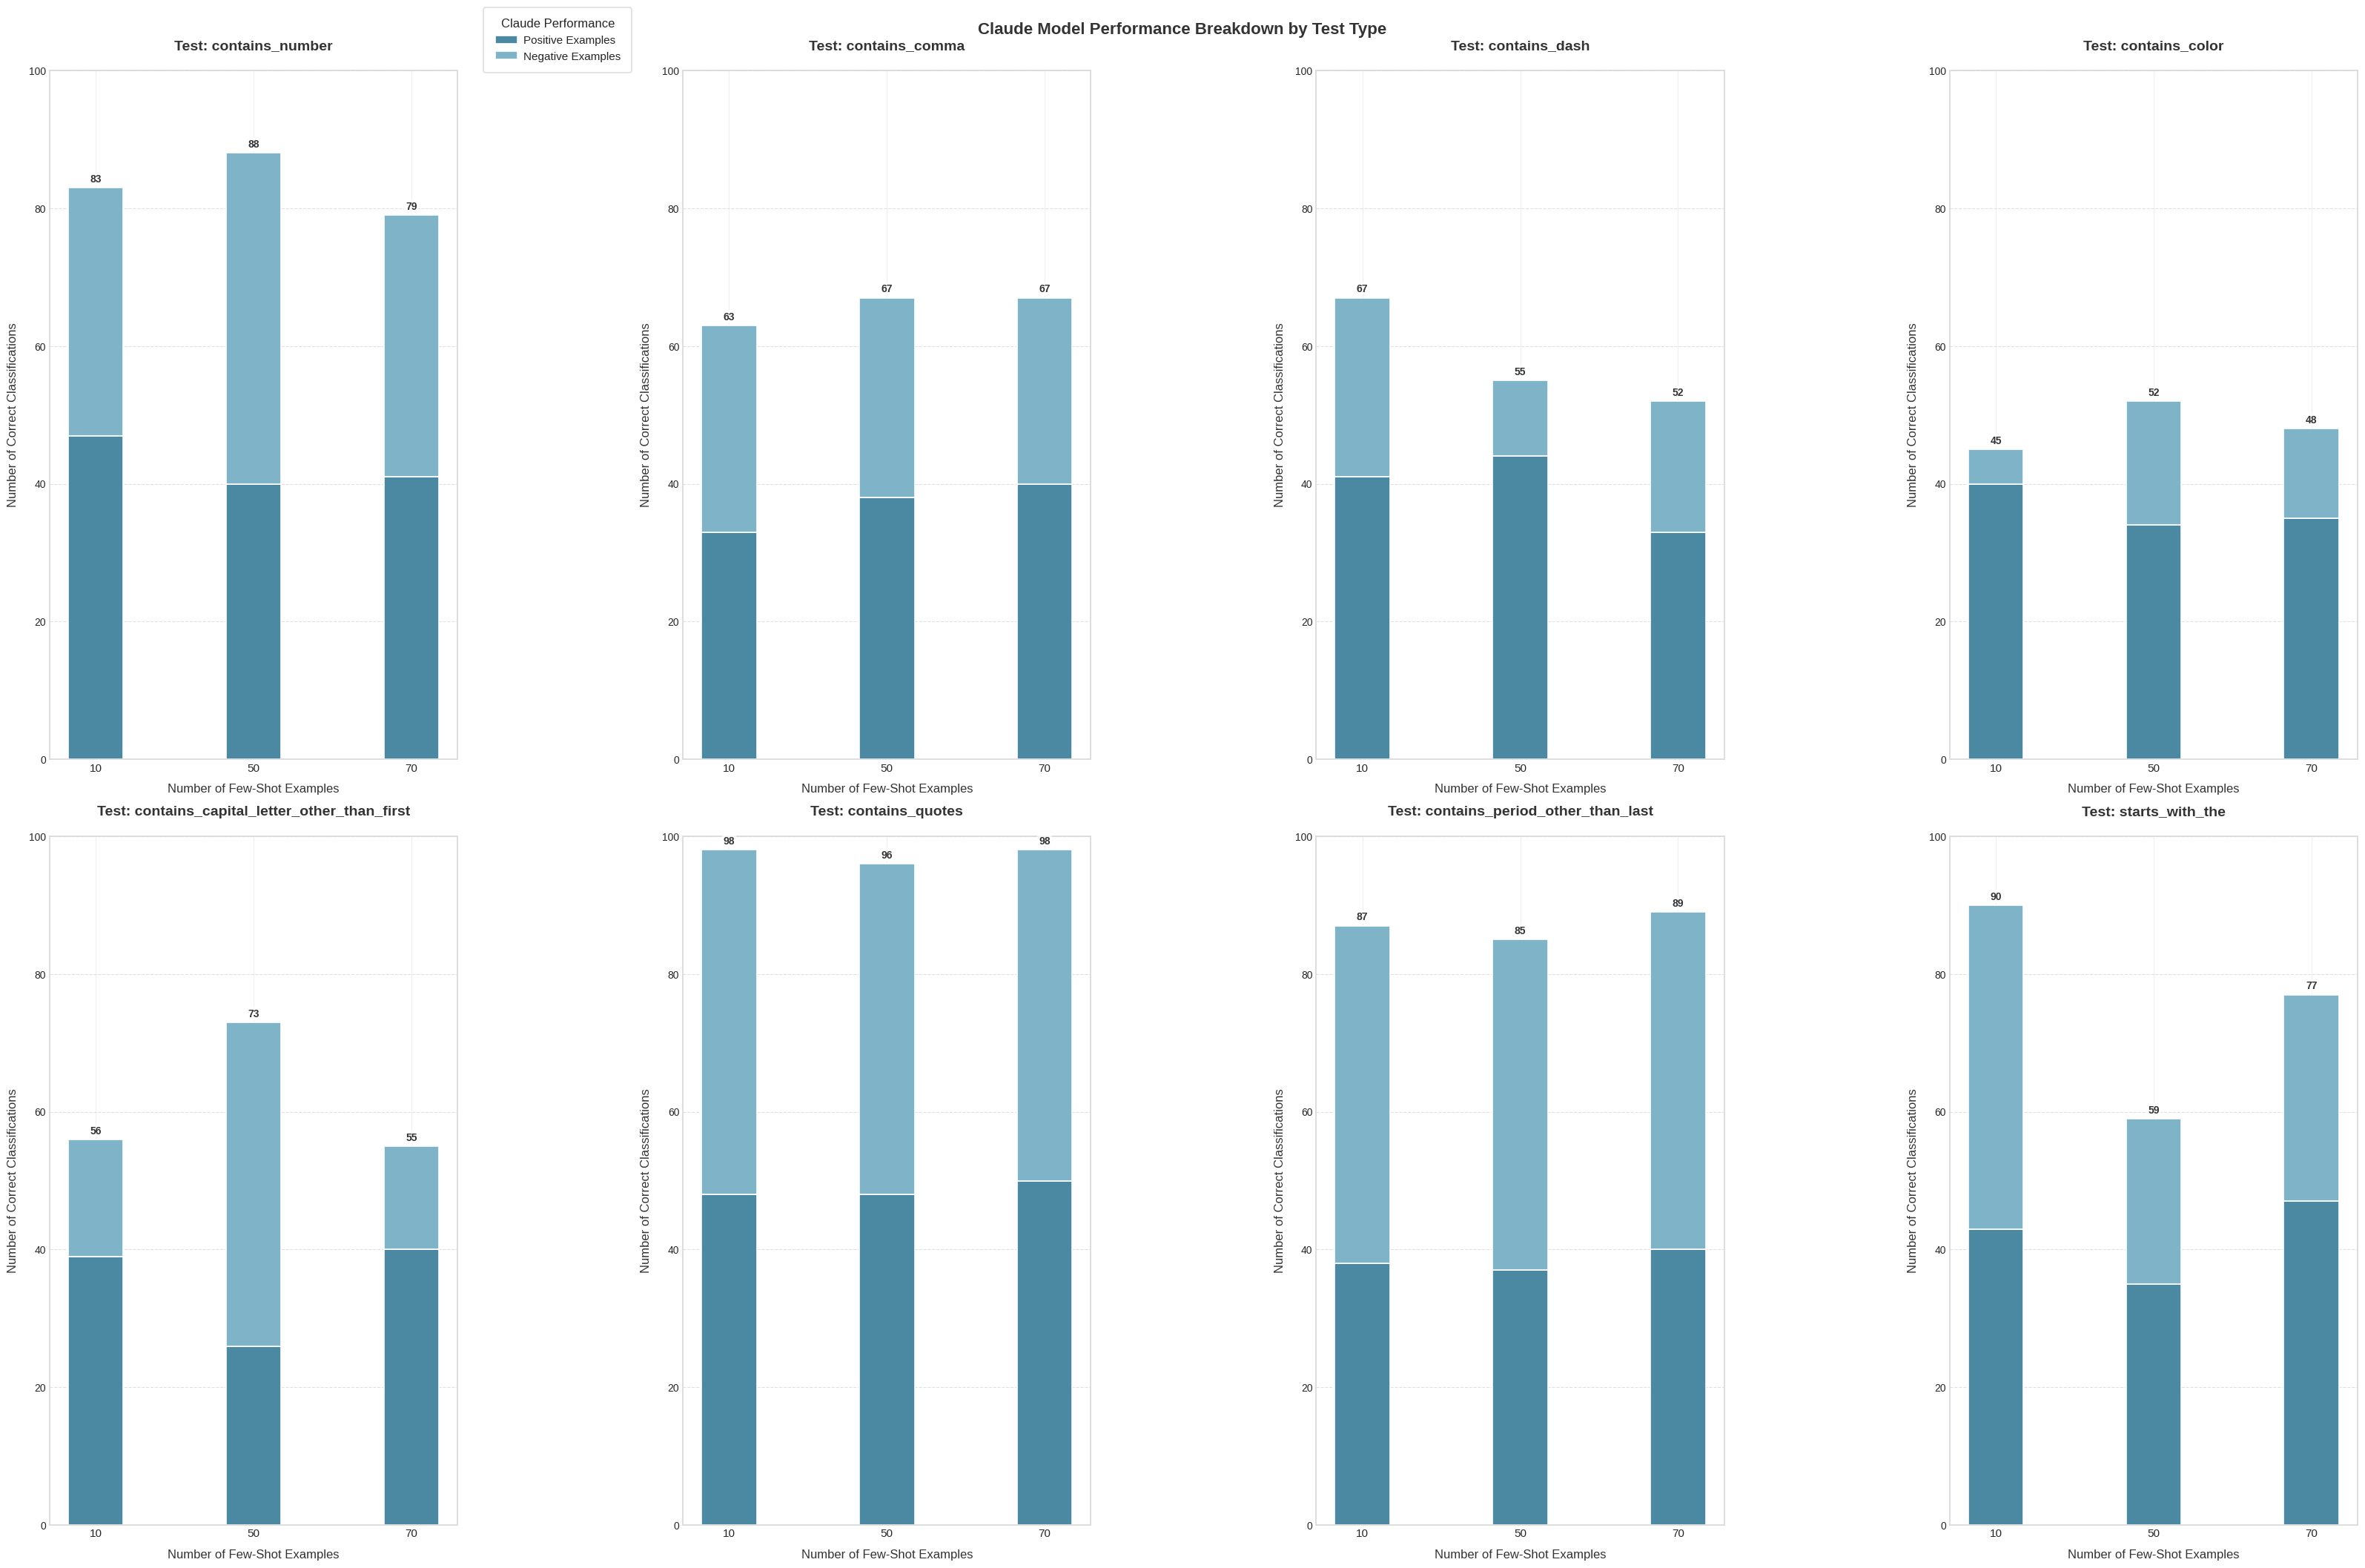 Claude Model Performance Breakdown by Test Type
Claude Performance
Positive Examples
Negative Examples
Test: contains_number
Number of Correct Classifications
100
80
60
40
20
0
83
88
79
10 50 70
Number of Few-Shot Examples
Test: contains_comma
Number of Correct Classifications
100
80
60
40
20
0
63
67
67
10 50 70
Number of Few-Shot Examples
Test: contains_dash
Number of Correct Classifications
100
80
60
40
20
0
67
55
52
10 50 70
Number of Few-Shot Examples
Test: contains_color
Number of Correct Classifications
100
80
60
40
20
0
45
52
48
10 50 70
Number of Few-Shot Examples
Test: contains_capital_letter_other_than_first
Number of Correct Classifications
100
80
60
40
20
0
56
73
55
10 50 70
Number of Few-Shot Examples
Test: contains_quotes
Number of Correct Classifications
100
80
60
40
20
0
98
96
98
10 50 70
Number of Few-Shot Examples
Test: contains_period_other_than_last
Number of Correct Classifications
100
80
60
40
20
0
87
85
89
10 50 70
Number of Few-Shot Examples
Test: starts_with_the
Number of Correct Classifications
100
80
60
40
20
0
90
59
77
10 50 70
Number of Few-Shot Examples